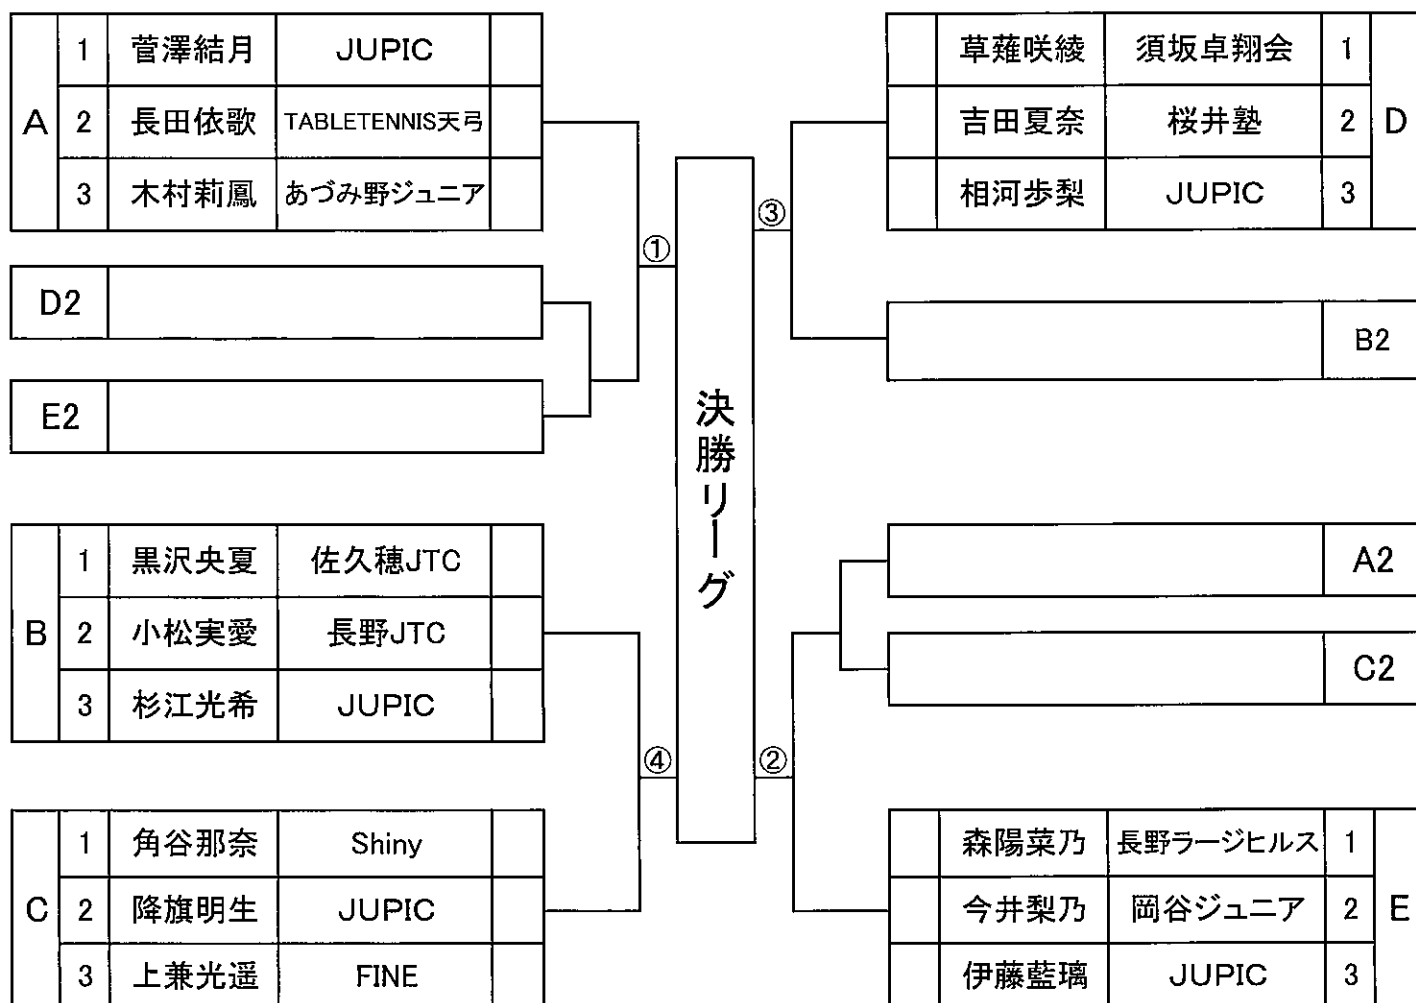 A
1 菅澤結月 JUPIC
2 長田依歌 TABLETENNIS天弓
3 木村莉鳳 あづみ野ジュニア
D2
E2
①
B
1 黒沢央夏 佐久穂JTC
2 小松実愛 長野JTC
3 杉江光希 JUPIC
C
1 角谷那奈 Shiny
2 降旗明生 JUPIC
3 上兼光遥 FINE
④
決勝リーグ
③
草薙咲綾 須坂卓翔会 1
吉田夏奈 桜井塾 2
相河歩梨 JUPIC 3
D
B2
A2
C2
②
森陽菜乃 長野ラージヒルス 1
今井梨乃 岡谷ジュニア 2
伊藤藍璃 JUPIC 3
E